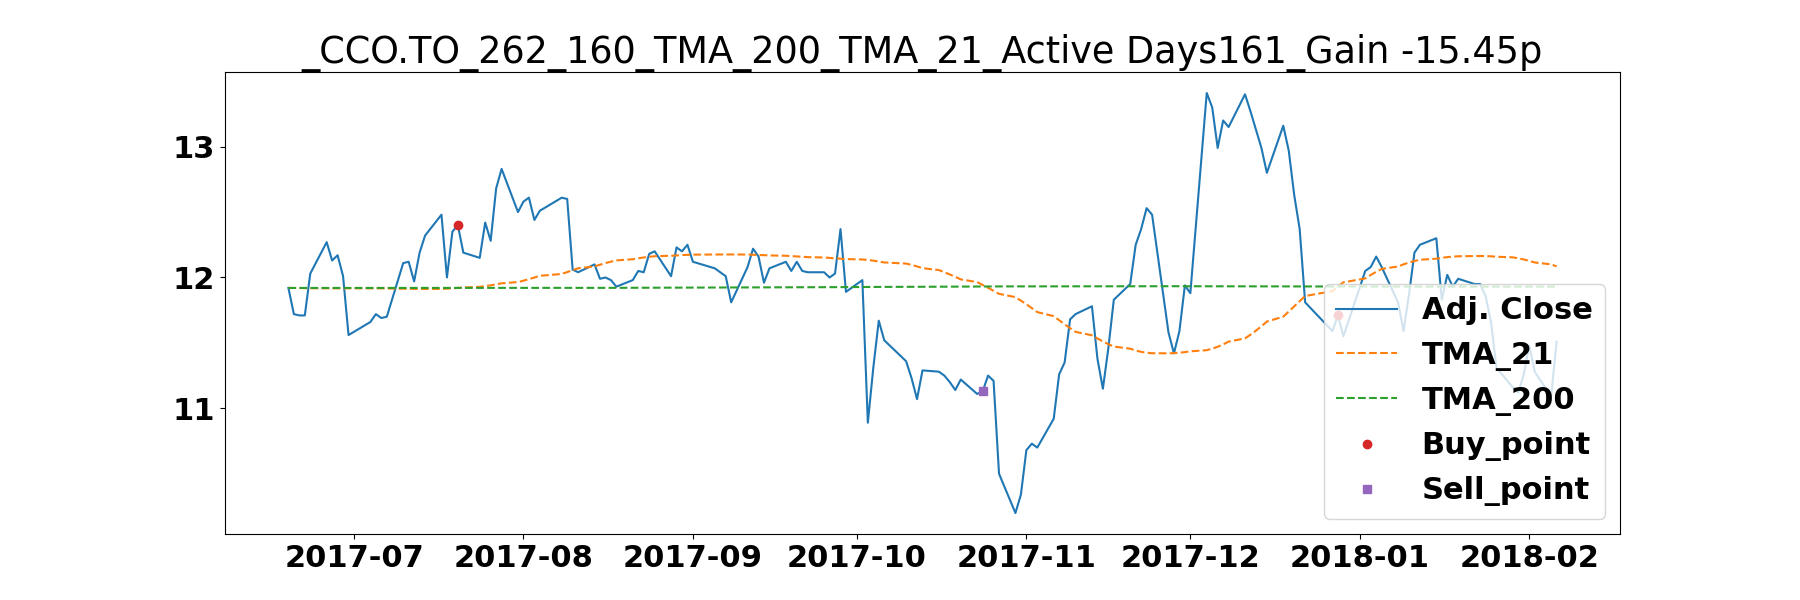 _CCO.TO_262_160_TMA_200_TMA_21_Active Days161_Gain -15.45p
13
12
11
Adj. Close
TMA_21
TMA_200
Buy_point
Sell_point
2017-07 2017-08 2017-09 2017-10 2017-11 2017-12 2018-01 2018-02